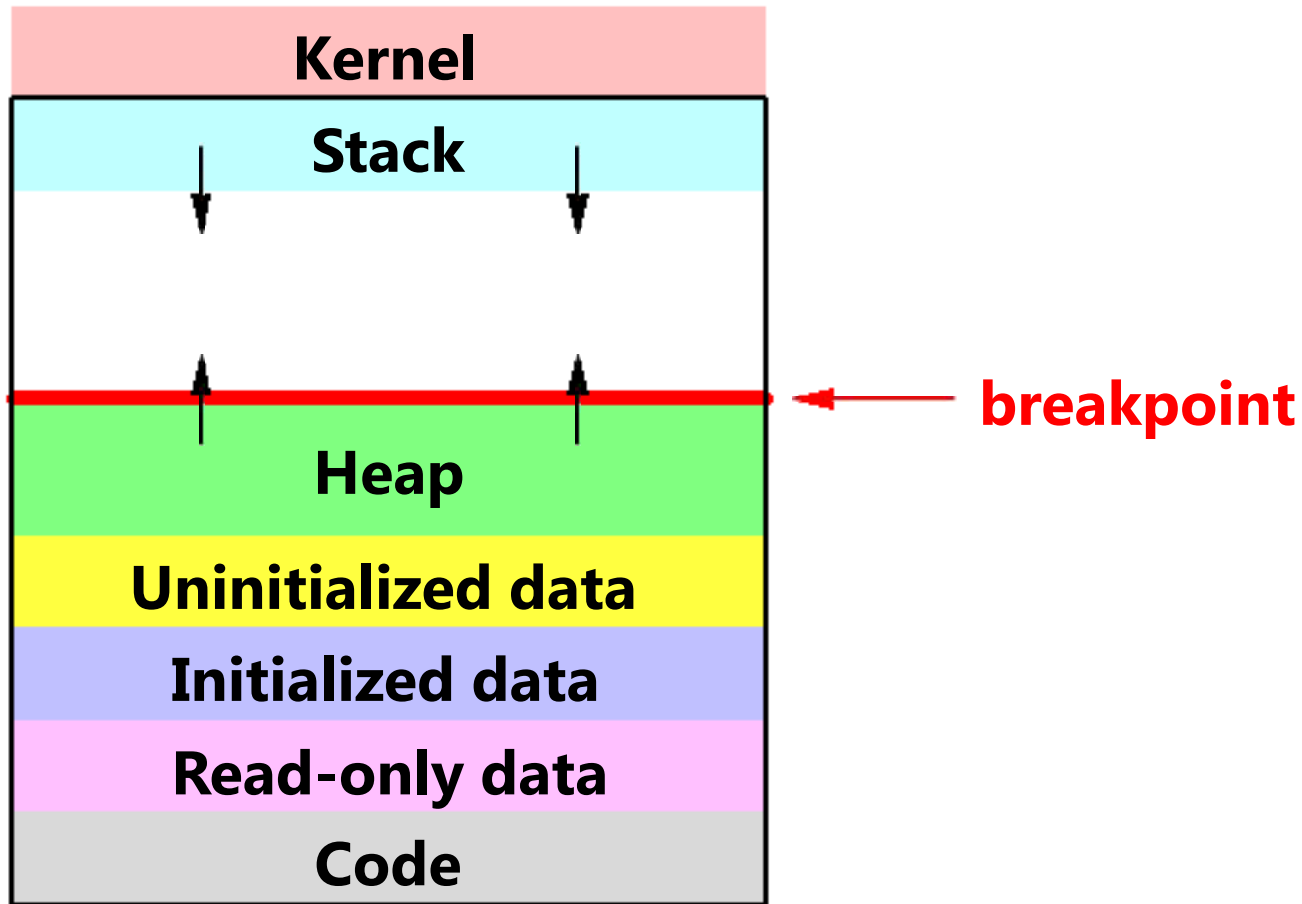 Kernel
Stack
breakpoint
Heap
Uninitialized data
Initialized data
Read-only data
Code